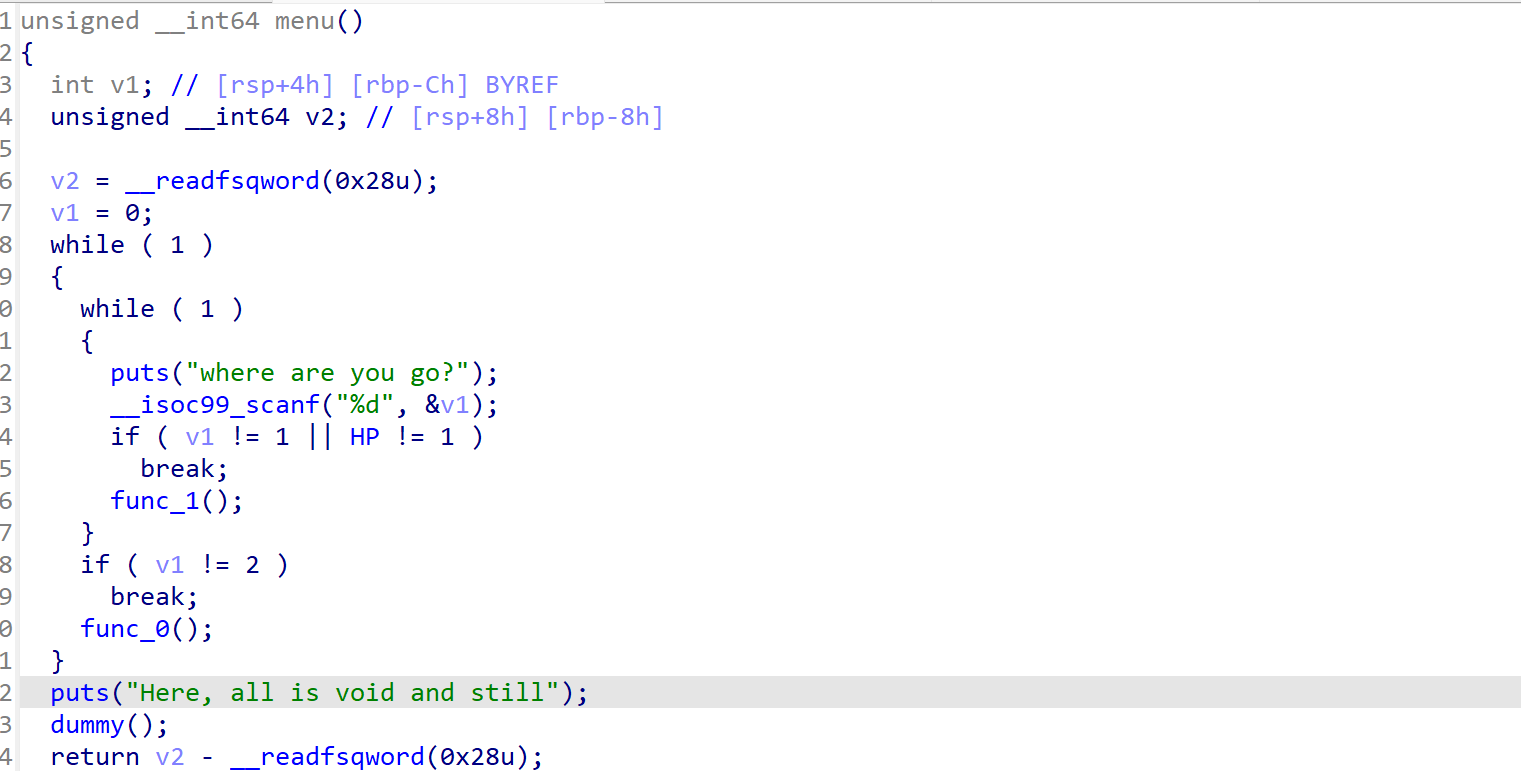 1 unsigned __int64 menu()
2 {
3   int v1; // [rsp+4h] [rbp-Ch] BYREF
4   unsigned __int64 v2; // [rsp+8h] [rbp-8h]
5
6   v2 = __readfsqword(0x28u);
7   v1 = 0;
8   while ( 1 )
9   {
0     while ( 1 )
1     {
2       puts("where are you go?");
3       __isoc99_scanf("%d", &v1);
4       if ( v1 != 1 || HP != 1 )
5         break;
6       func_1();
7     }
8     if ( v1 != 2 )
9       break;
0     func_0();
1   }
2   puts("Here, all is void and still");
3   dummy();
4   return v2 - __readfsqword(0x28u);